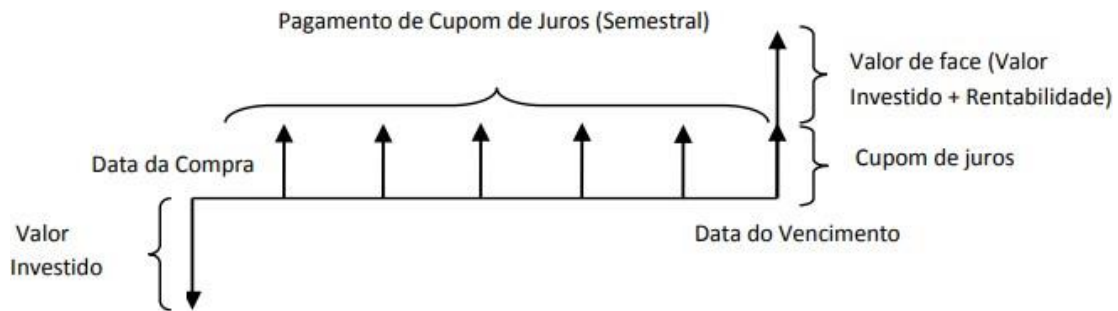 Pagamento de Cupom de Juros (Semestral)
Valor de face (Valor
Investido + Rentabilidade)
Data da Compra
Cupom de juros
Valor
Investido
Data do Vencimento